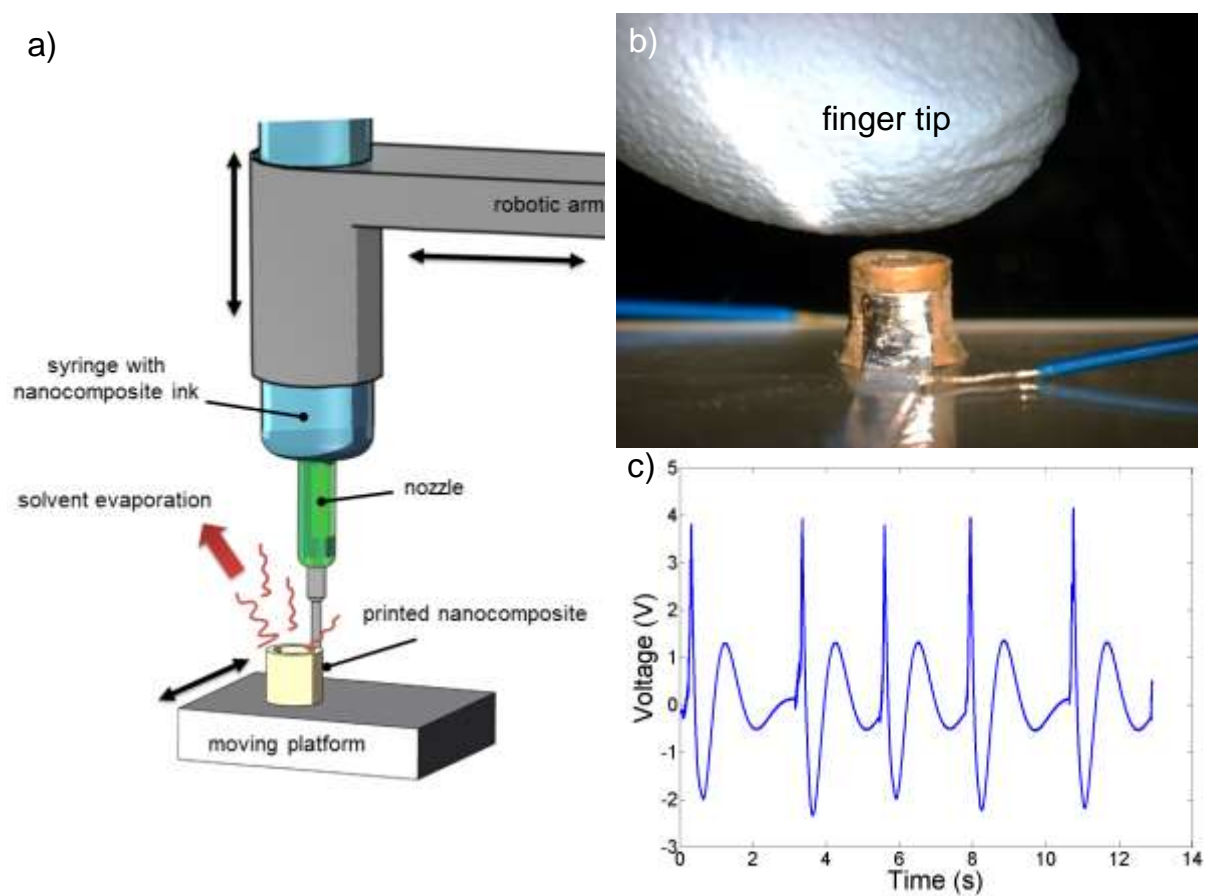 a)
robotic arm
syringe with
nanocomposite ink
nozzle
solvent evaporation
printed nanocomposite
moving platform
b)
finger tip
c)
5
4
3
2
1
0
-1
-2
-3
Voltage (V)
0
2
4
6
8
10
12
14
Time (s)